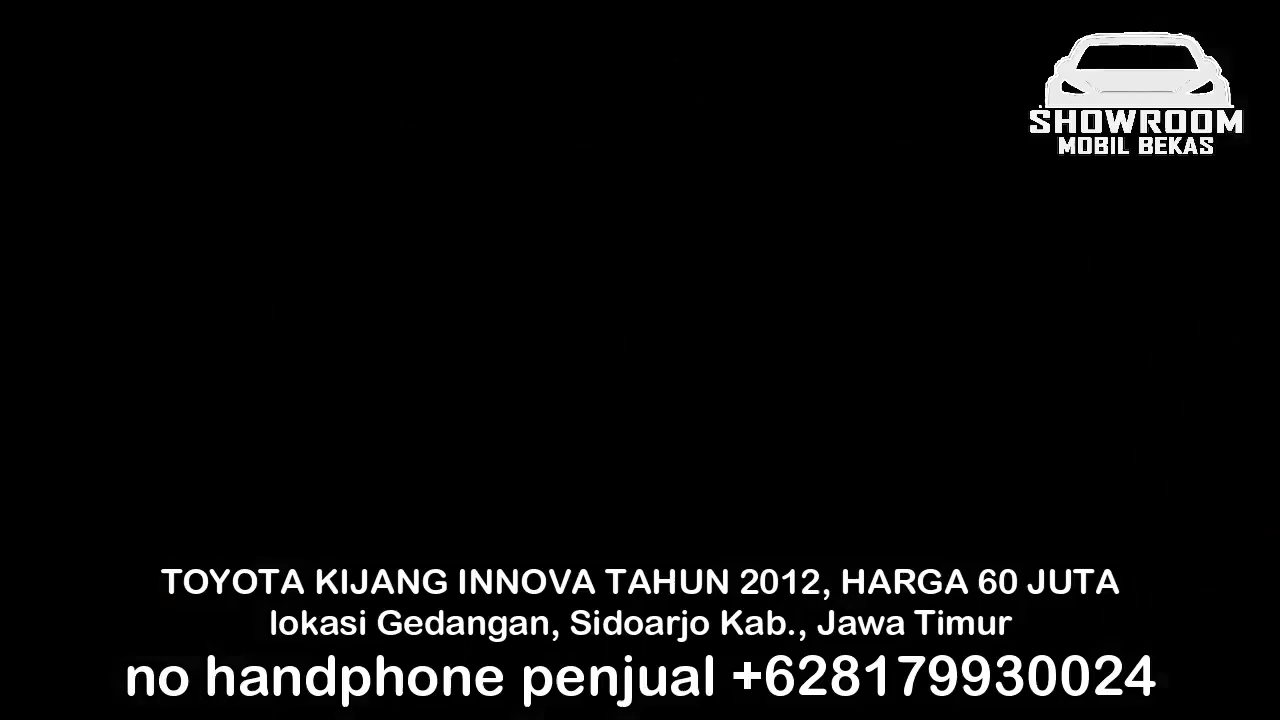 SHOWROOM
MOBIL BEKAS
TOYOTA KIJANG INNOVA TAHUN 2012, HARGA 60 JUTA
lokasi Gedangan, Sidoarjo Kab., Jawa Timur
no handphone penjual +628179930024